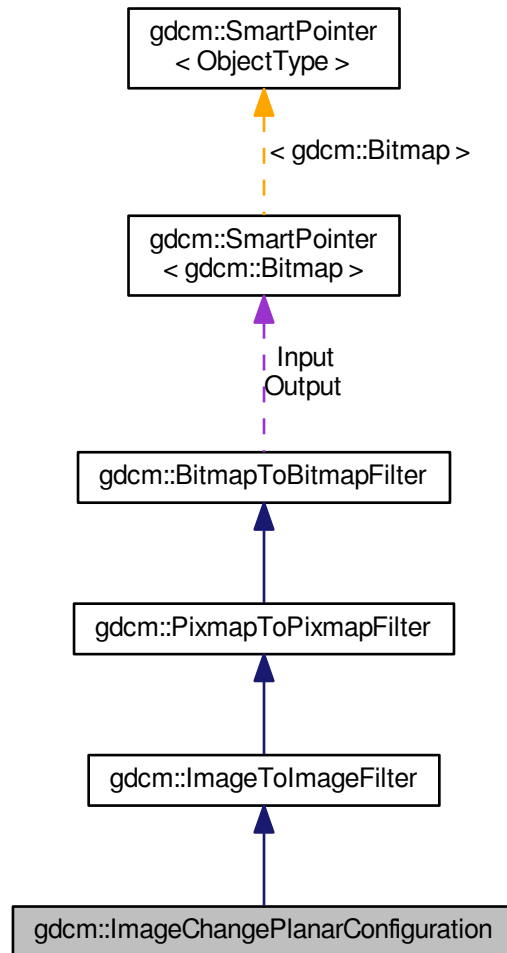 gdcm::SmartPointer
< ObjectType >
< gdcm::Bitmap >
gdcm::SmartPointer
< gdcm::Bitmap >
Input
Output
gdcm::BitmapToBitmapFilter
gdcm::PixmapToPixmapFilter
gdcm::ImageToImageFilter
gdcm::ImageChangePlanarConfiguration